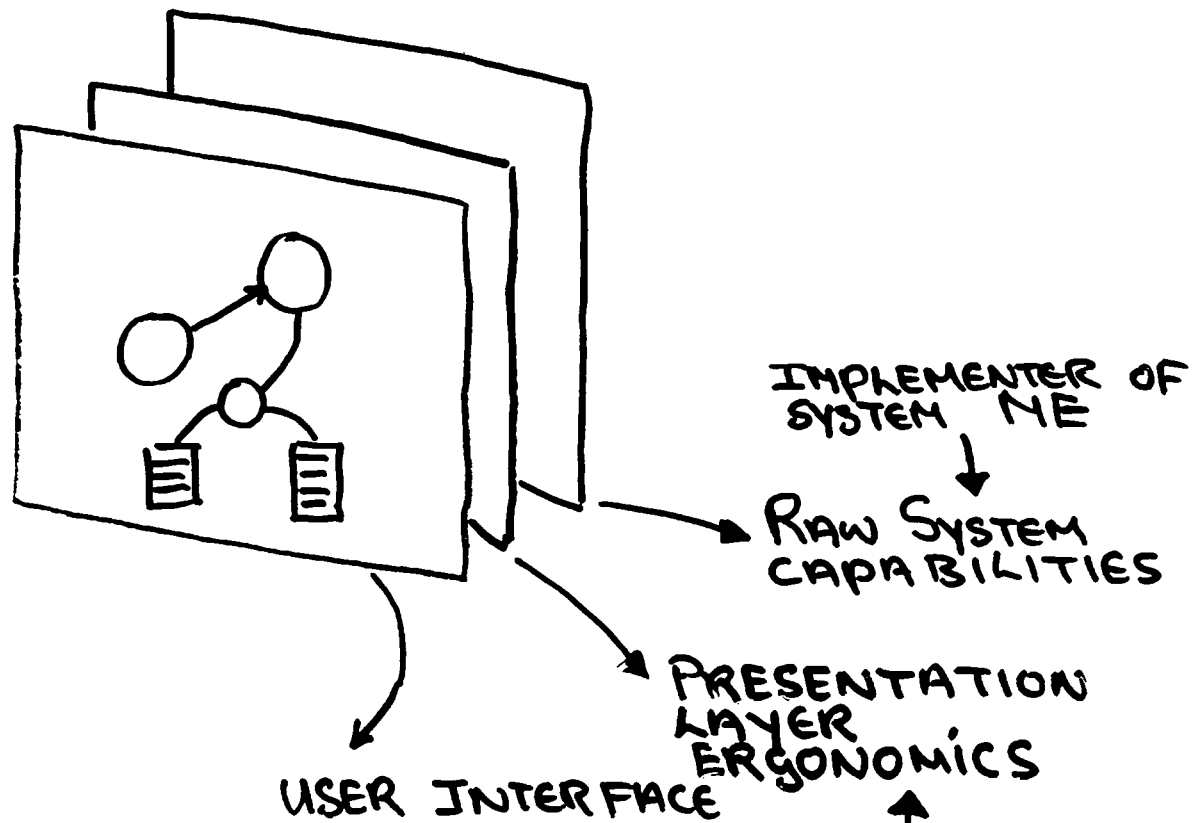 IMPLEMENTER OF
SYSTEM ME
RAW SYSTEM
CAPABILITIES
PRESENTATION
LAYER
ERGONOMICS
USER INTERFACE